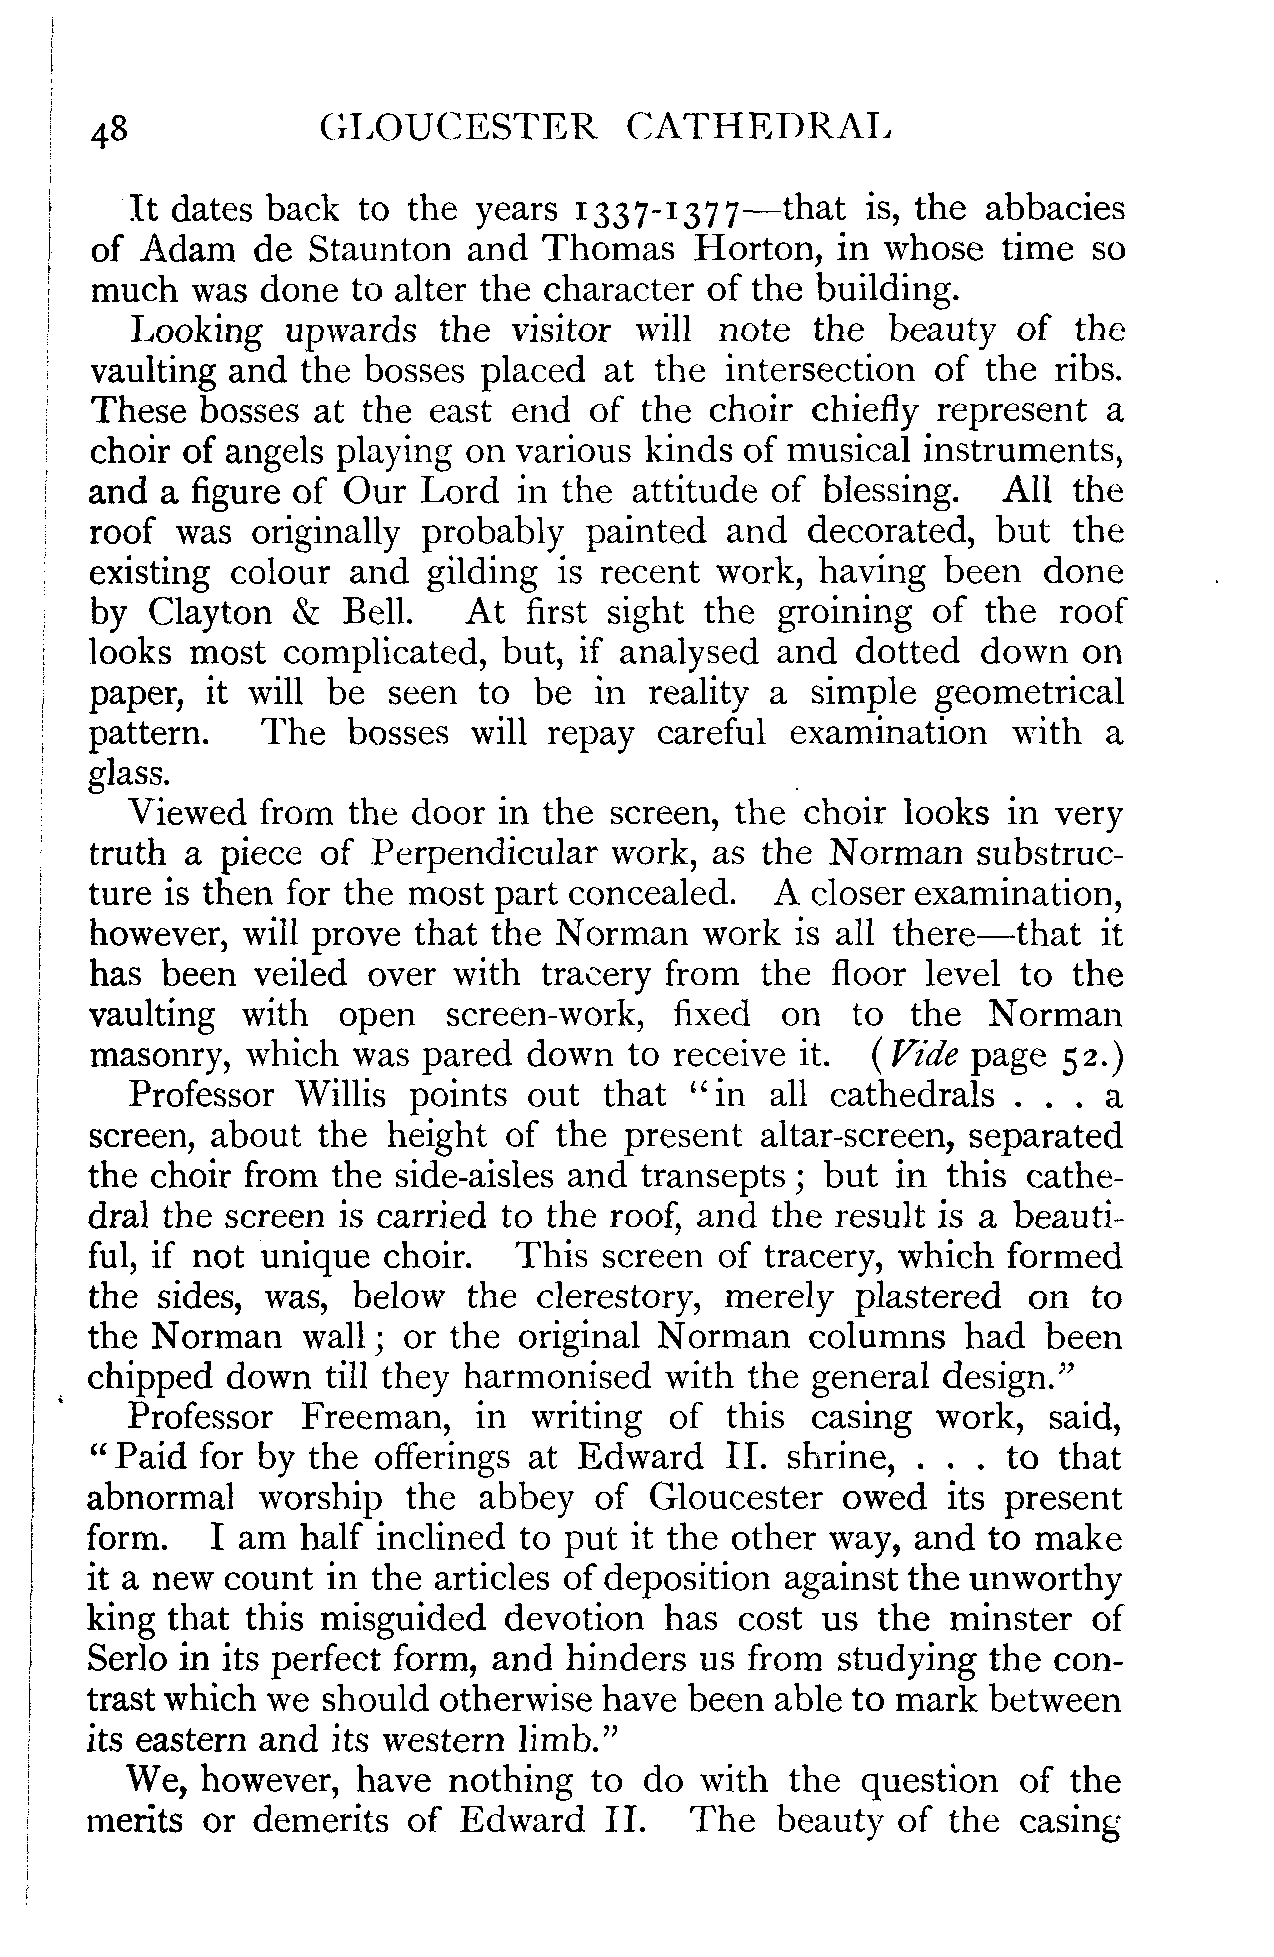 48 GLOUCESTER CATHEDRAL
It dates back to the years 1337-1377—that is, the abbacies
of Adam de Staunton and Thomas Horton, in whose time so
much was done to alter the character of the building.
Looking upwards the visitor will note the beauty of the
vaulting and the bosses placed at the intersection of the ribs.
These bosses at the east end of the choir chiefly represent a
choir of angels playing on various kinds of musical instruments,
and a figure of Our Lord in the attitude of blessing. All the
roof was originally probably painted and decorated, but the
existing colour and gilding is recent work, having been done
by Clayton & Bell. At first sight the groining of the roof
looks most complicated, but, if analysed and dotted down on
paper, it will be seen to be in reality a simple geometrical
pattern. The bosses will repay careful examination with a
glass.
Viewed from the door in the screen, the choir looks in very
truth a piece of Perpendicular work, as the Norman substruc-
ture is then for the most part concealed. A closer examination,
however, will prove that the Norman work is all there—that it
has been veiled over with tracery from the floor level to the
vaulting with open screen-work, fixed on to the Norman
masonry, which was pared down to receive it. (Vide page 52.)
Professor Willis points out that "in all cathedrals . . . a
screen, about the height of the present altar-screen, separated
the choir from the side-aisles and transepts; but in this cathe-
dral the screen is carried to the roof, and the result is a beauti-
ful, if not unique choir. This screen of tracery, which formed
the sides, was, below the clerestory, merely plastered on to
the Norman wall; or the original Norman columns had been
chipped down till they harmonised with the general design."
Professor Freeman, in writing of this casing work, said,
"Paid for by the offerings at Edward II. shrine, . . . to that
abnormal worship the abbey of Gloucester owed its present
form. I am half inclined to put it the other way, and to make
it a new count in the articles of deposition against the unworthy
king that this misguided devotion has cost us the minster of
Serlo in its perfect form, and hinders us from studying the con-
trast which we should otherwise have been able to mark between
its eastern and its western limb."
We, however, have nothing to do with the question of the
merits or demerits of Edward II. The beauty of the casing